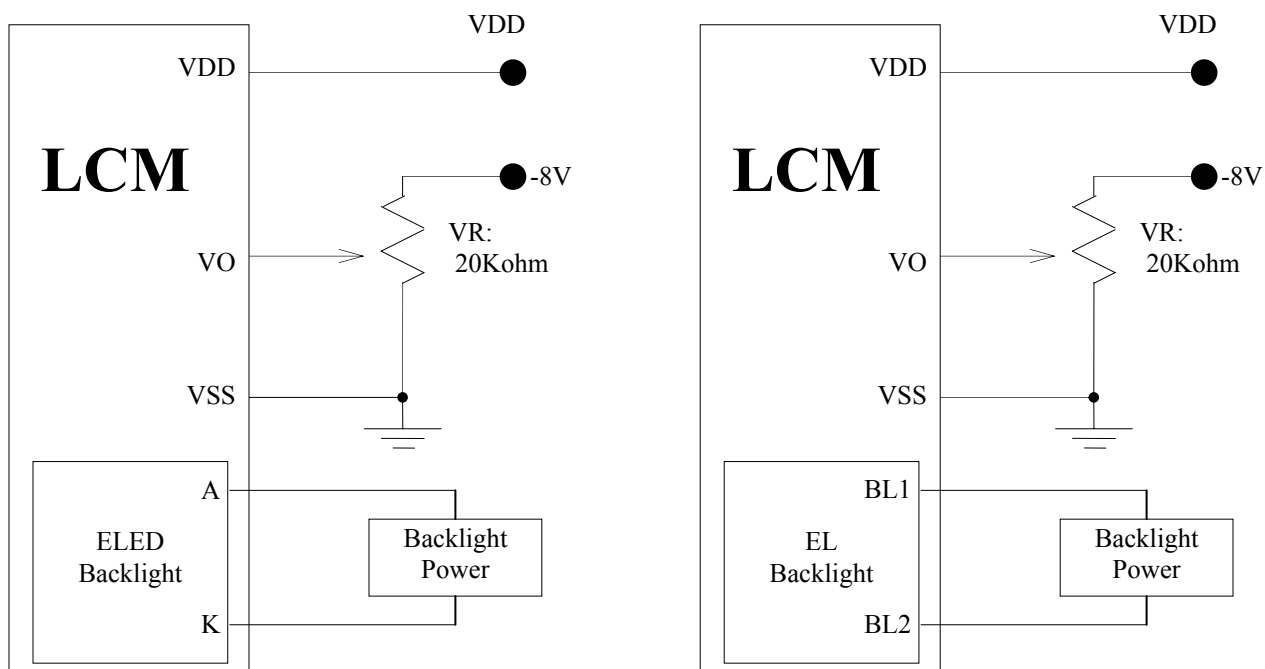 VDD
VDD
LCM
-8V
VR:
20Kohm
VO
VSS
A
ELED
Backlight
Backlight
Power
K
VDD
VDD
LCM
-8V
VR:
20Kohm
VO
VSS
BL1
EL
Backlight
Backlight
Power
BL2